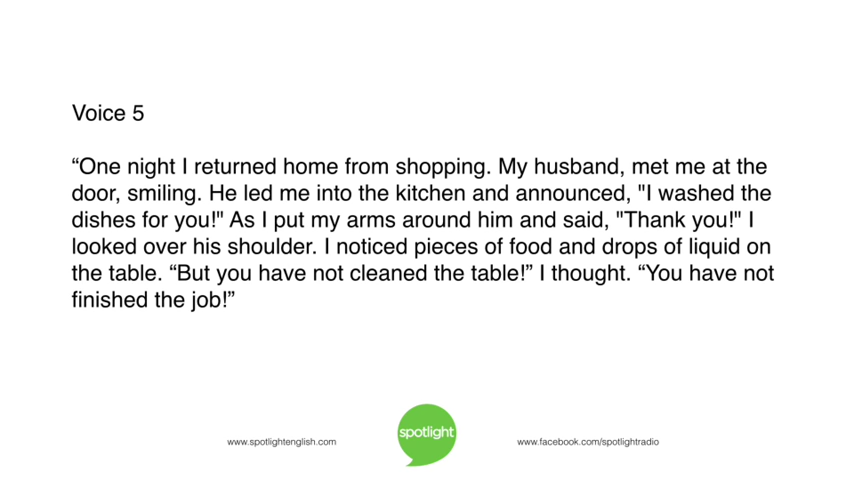 Voice 5
“One night I returned home from shopping. My husband, met me at the
door, smiling. He led me into the kitchen and announced, "I washed the
dishes for you!" As I put my arms around him and said, "Thank you!" I
looked over his shoulder. I noticed pieces of food and drops of liquid on
the table. “But you have not cleaned the table!” I thought. “You have not
finished the job!”
www.spotlightenglish.com
spotlight
www.facebook.com/spotlightradio